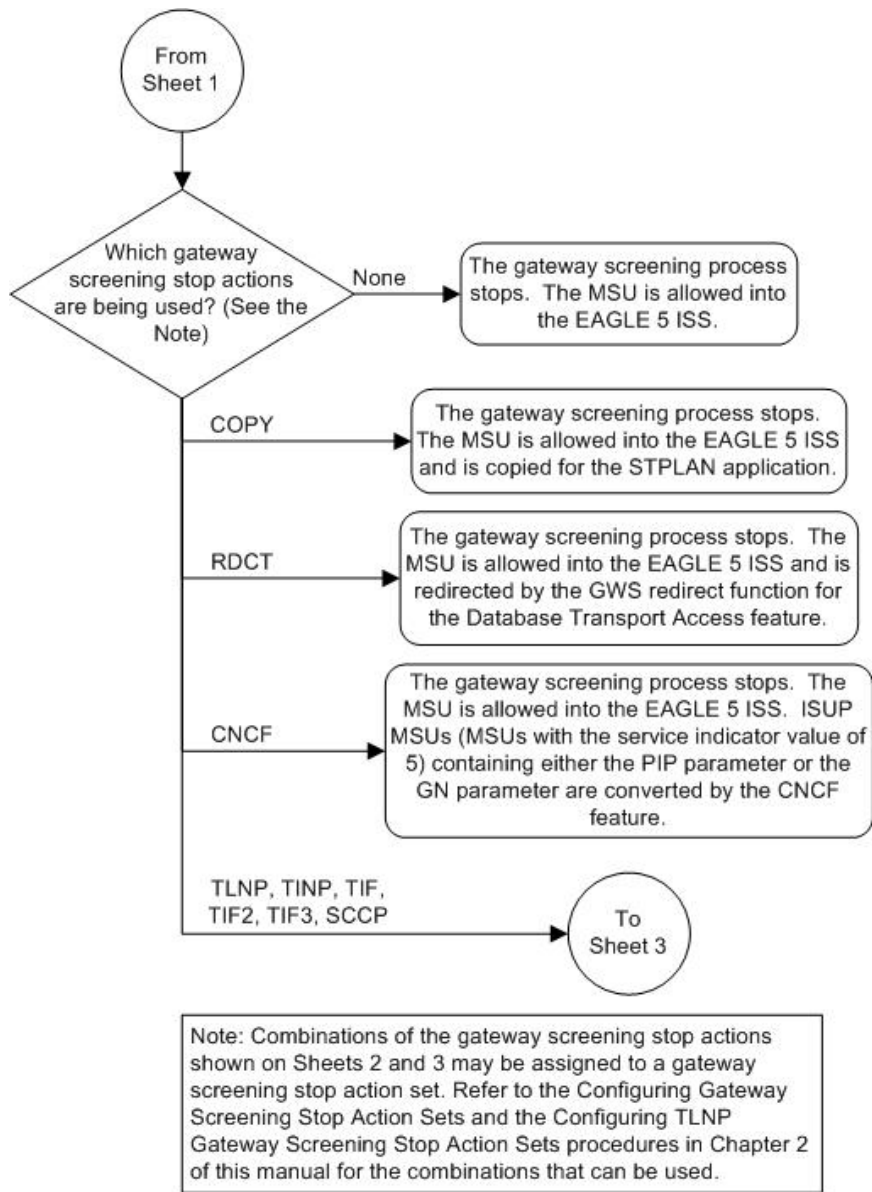 From
Sheet 1
Which gateway
screening stop actions
are being used? (See the
Note)
None
The gateway screening process
stops.  The MSU is allowed into
the EAGLE 5 ISS.
COPY
The gateway screening process stops.
The MSU is allowed into the EAGLE 5 ISS
and is copied for the STPLAN application.
RDCT
The gateway screening process stops.  The
MSU is allowed into the EAGLE 5 ISS and is
redirected by the GWS redirect function for
the Database Transport Access feature.
CNCF
The gateway screening process stops.  The
MSU is allowed into the EAGLE 5 ISS.  ISUP
MSUs (MSUs with the service indicator value of
5) containing either the PIP parameter or the
GN parameter are converted by the CNCF
feature.
TLNP, TINP, TIF,
TIF2, TIF3, SCCP
To
Sheet 3
Note: Combinations of the gateway screening stop actions
shown on Sheets 2 and 3 may be assigned to a gateway
screening stop action set. Refer to the Configuring Gateway
Screening Stop Action Sets and the Configuring TLNP
Gateway Screening Stop Action Sets procedures in Chapter 2
of this manual for the combinations that can be used.